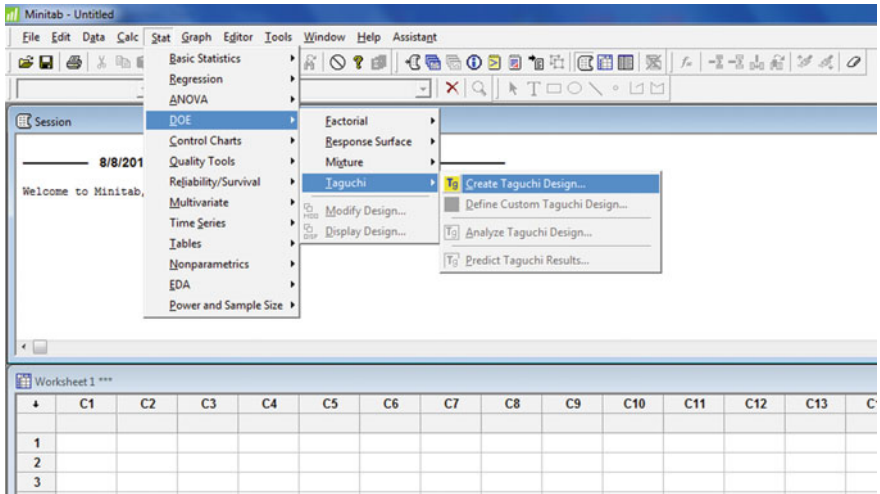 Minitab - Untitled
File Edit Data Calc Stat Graph Editor Tools Window Help Assistant
Session
8/8/201
Welcome to Minitab,
Basic Statistics
Regression
ANOVA
DOE
Control Charts
Quality Tools
Reliability/Survival
Multivariate
Time Series
Tables
Nonparametrics
EDA
Power and Sample Size
Factorial
Response Surface
Mixture
Taguchi
Modify Design...
Display Design...
Create Taguchi Design...
Define Custom Taguchi Design...
Analyze Taguchi Design...
Predict Taguchi Results...
Worksheet 1 ***
C1 C2 C3 C4 C5 C6 C7 C8 C9 C10 C11 C12 C13
1
2
3